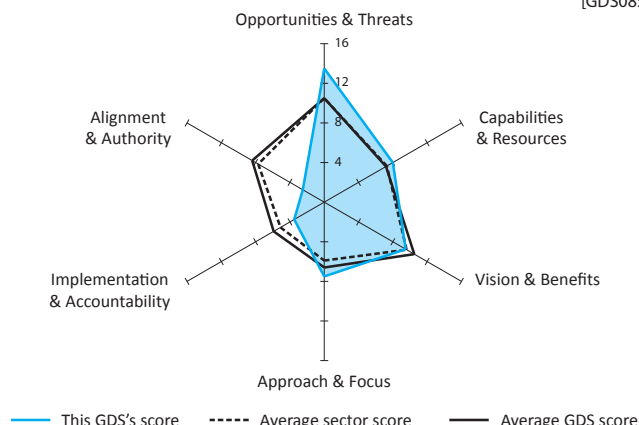 [GDS08
Opportunities & Threats
16
12
8
4
Alignment
& Authority
Capabilities
& Resources
Implementation
& Accountability
Vision & Benefits
Approach & Focus
This GDS's score
Average sector score
Average GDS score